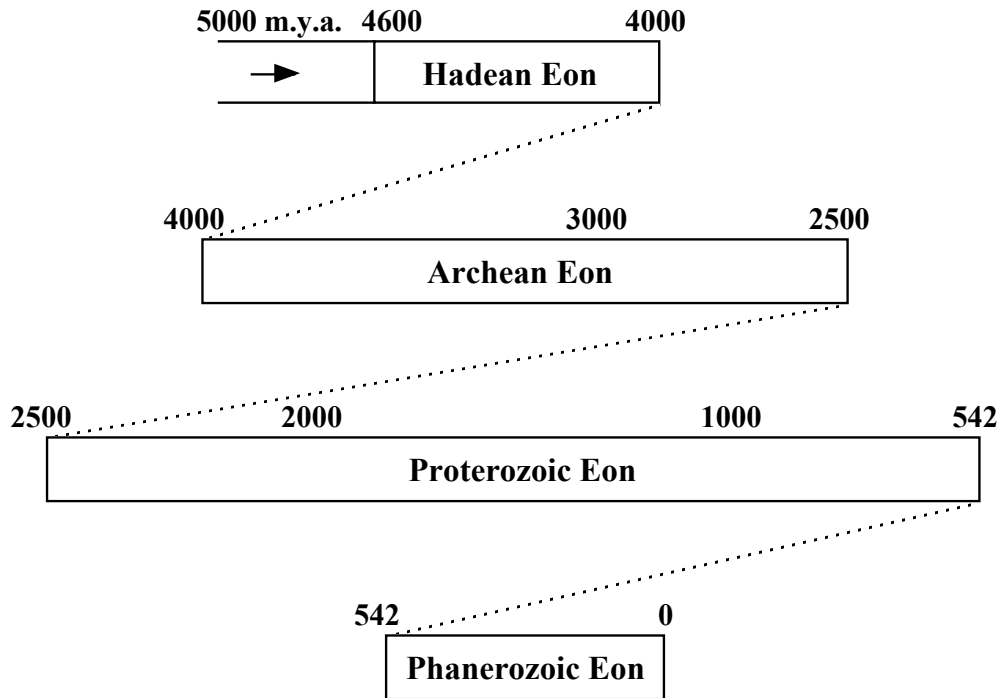 5000 m.y.a. 4600 4000
Hadean Eon
4000 3000 2500
Archean Eon
2500 2000 1000 542
Proterozoic Eon
542 0
Phanerozoic Eon